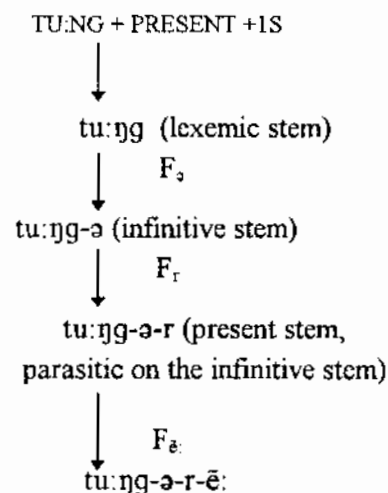 TU:NG + PRESENT +1S
tu:ŋg (lexemic stem)
Fə
tu:ŋg-ə (infinitive stem)
Fr
tu:ŋg-ə-r (present stem,
parasitic on the infinitive stem)
Fẽ:
tu:ŋg-ə-r-ẽ: